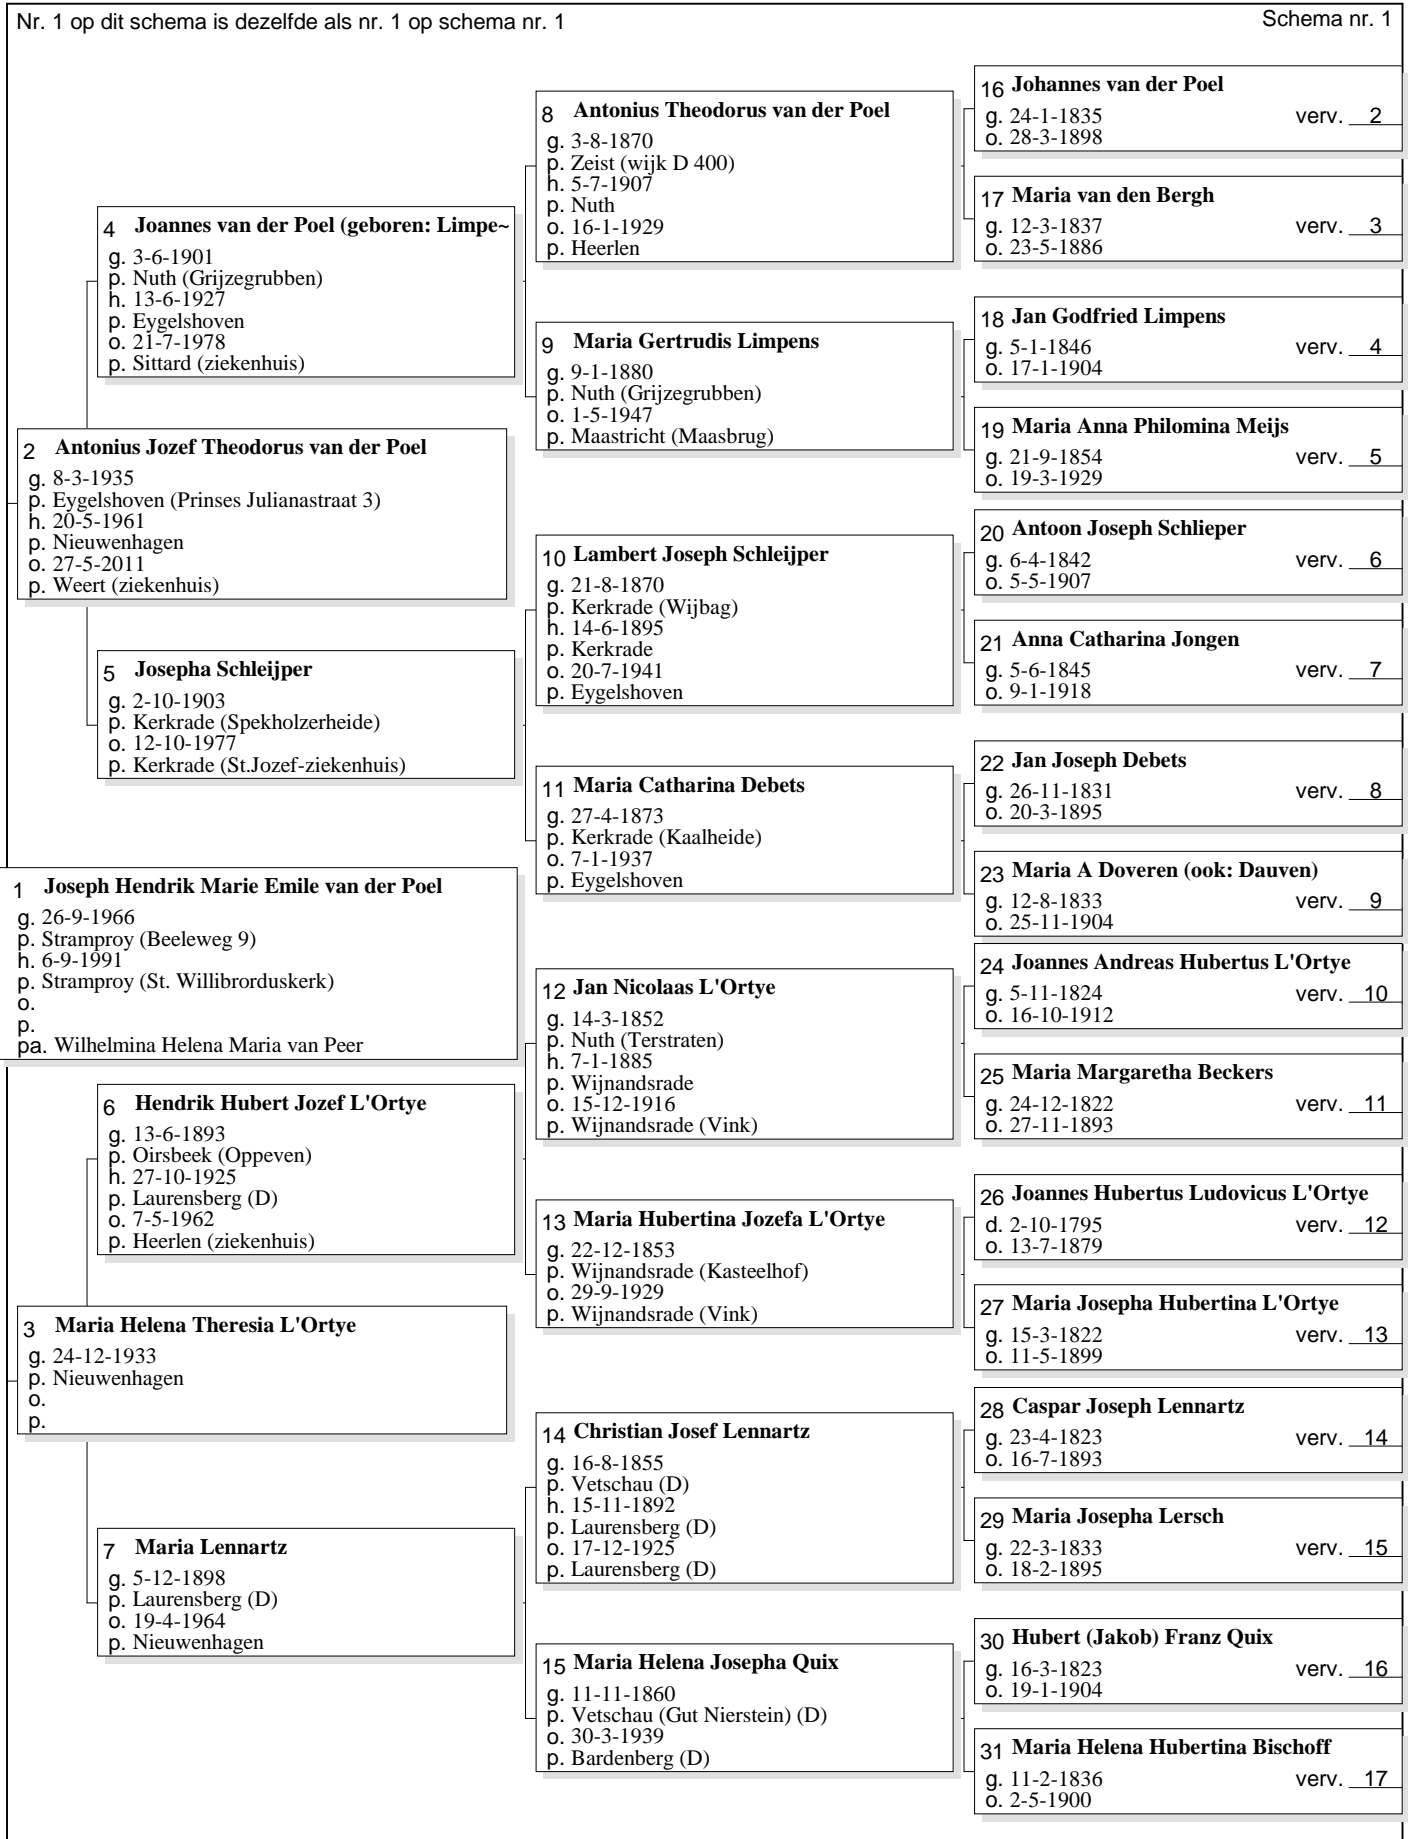 Nr. 1 op dit schema is dezelfde als nr. 1 op schema nr. 1
Schema nr. 1
1 Joseph Hendrik Marie Emile van der Poel
g. 26-9-1966
p. Stramproy (Beeleweg 9)
h. 6-9-1991
p. Stramproy (St. Willibrorduskerk)
o.
p.
pa. Wilhelmina Helena Maria van Peer
2 Antonius Jozef Theodorus van der Poel
g. 8-3-1935
p. Eygelshoven (Prinses Julianastraat 3)
h. 20-5-1961
p. Nieuwenhagen
o. 27-5-2011
p. Weert (ziekenhuis)
3 Maria Helena Theresia L'Ortye
g. 24-12-1933
p. Nieuwenhagen
o.
p.
4 Joannes van der Poel (geboren: Limpe~
g. 3-6-1901
p. Nuth (Grijzegrubben)
h. 13-6-1927
p. Eygelshoven
o. 21-7-1978
p. Sittard (ziekenhuis)
5 Josepha Schleijper
g. 2-10-1903
p. Kerkrade (Spekholzerheide)
o. 12-10-1977
p. Kerkrade (St.Jozef-ziekenhuis)
6 Hendrik Hubert Jozef L'Ortye
g. 13-6-1893
p. Oirsbeek (Oppeven)
h. 27-10-1925
p. Laurensberg (D)
o. 7-5-1962
p. Heerlen (ziekenhuis)
7 Maria Lennartz
g. 5-12-1898
p. Laurensberg (D)
o. 19-4-1964
p. Nieuwenhagen
8 Antonius Theodorus van der Poel
g. 3-8-1870
p. Zeist (wijk D 400)
h. 5-7-1907
p. Nuth
o. 16-1-1929
p. Heerlen
9 Maria Gertrudis Limpens
g. 9-1-1880
p. Nuth (Grijzegrubben)
o. 1-5-1947
p. Maastricht (Maasbrug)
10 Lambert Joseph Schleijper
g. 21-8-1870
p. Kerkrade (Wijbag)
h. 14-6-1895
p. Kerkrade
o. 20-7-1941
p. Eygelshoven
11 Maria Catharina Debets
g. 27-4-1873
p. Kerkrade (Kaalheide)
o. 7-1-1937
p. Eygelshoven
12 Jan Nicolaas L'Ortye
g. 14-3-1852
p. Nuth (Terstraten)
h. 7-1-1885
p. Wijnandsrade
o. 15-12-1916
p. Wijnandsrade (Vink)
13 Maria Hubertina Jozefa L'Ortye
g. 22-12-1853
p. Wijnandsrade (Kasteelhof)
o. 29-9-1929
p. Wijnandsrade (Vink)
14 Christian Josef Lennartz
g. 16-8-1855
p. Vetschau (D)
h. 15-11-1892
p. Laurensberg (D)
o. 17-12-1925
p. Laurensberg (D)
15 Maria Helena Josepha Quix
g. 11-11-1860
p. Vetschau (Gut Nierstein) (D)
o. 30-3-1939
p. Bardenberg (D)
16 Johannes van der Poel
g. 24-1-1835 verv. 2
o. 28-3-1898
17 Maria van den Bergh
g. 12-3-1837 verv. 3
o. 23-5-1886
18 Jan Godfried Limpens
g. 5-1-1846 verv. 4
o. 17-1-1904
19 Maria Anna Philomina Meijs
g. 21-9-1854 verv. 5
o. 19-3-1929
20 Antoon Joseph Schlieper
g. 6-4-1842 verv. 6
o. 5-5-1907
21 Anna Catharina Jongen
g. 5-6-1845 verv. 7
o. 9-1-1918
22 Jan Joseph Debets
g. 26-11-1831 verv. 8
o. 20-3-1895
23 Maria A Doveren (ook: Dauven)
g. 12-8-1833 verv. 9
o. 25-11-1904
24 Joannes Andreas Hubertus L'Ortye
g. 5-11-1824 verv. 10
o. 16-10-1912
25 Maria Margaretha Beckers
g. 24-12-1822 verv. 11
o. 27-11-1893
26 Joannes Hubertus Ludovicus L'Ortye
d. 2-10-1795 verv. 12
o. 13-7-1879
27 Maria Josepha Hubertina L'Ortye
g. 15-3-1822 verv. 13
o. 11-5-1899
28 Caspar Joseph Lennartz
g. 23-4-1823 verv. 14
o. 16-7-1893
29 Maria Josepha Lersch
g. 22-3-1833 verv. 15
o. 18-2-1895
30 Hubert (Jakob) Franz Quix
g. 16-3-1823 verv. 16
o. 19-1-1904
31 Maria Helena Hubertina Bischoff
g. 11-2-1836 verv. 17
o. 2-5-1900